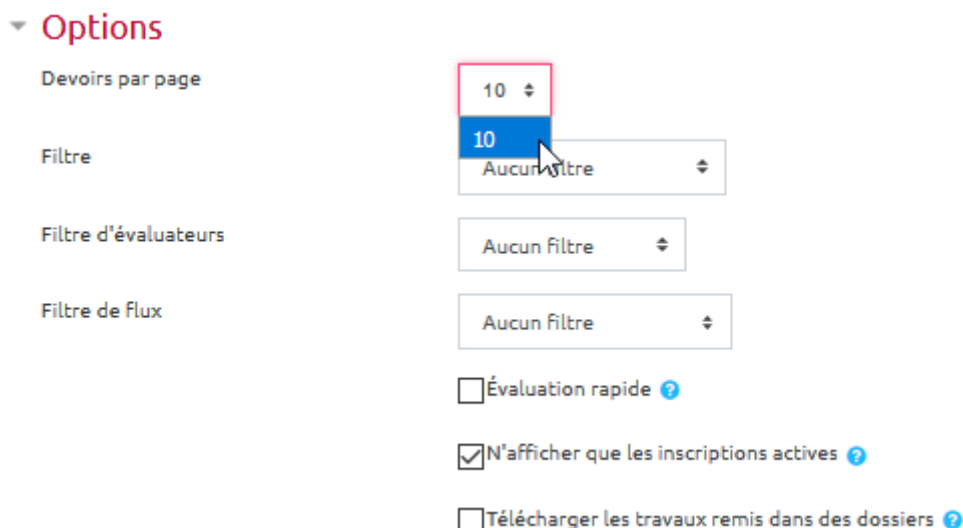 Options
Devoirs par page
10
10
Filtre
Aucun filtre
Filtre d'évaluateurs
Aucun filtre
Filtre de flux
Aucun filtre
Évaluation rapide
N'afficher que les inscriptions actives
Télécharger les travaux remis dans des dossiers